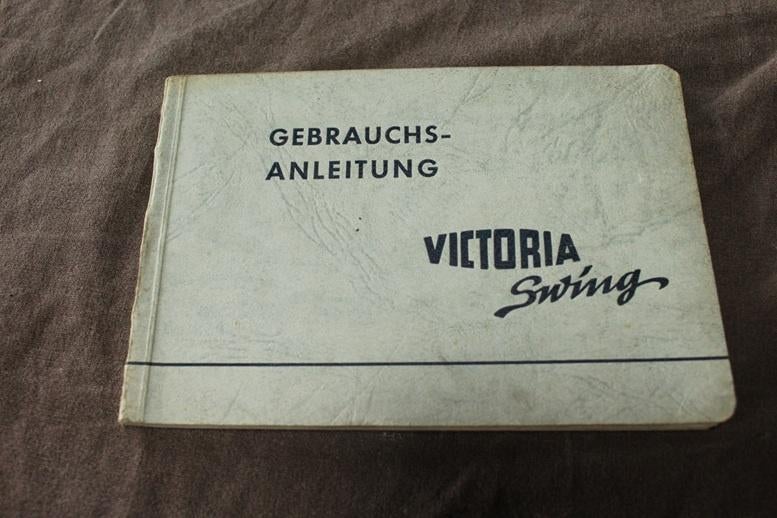 GEBRAUCHS-
ANLEITUNG
VICTORIA
Swing